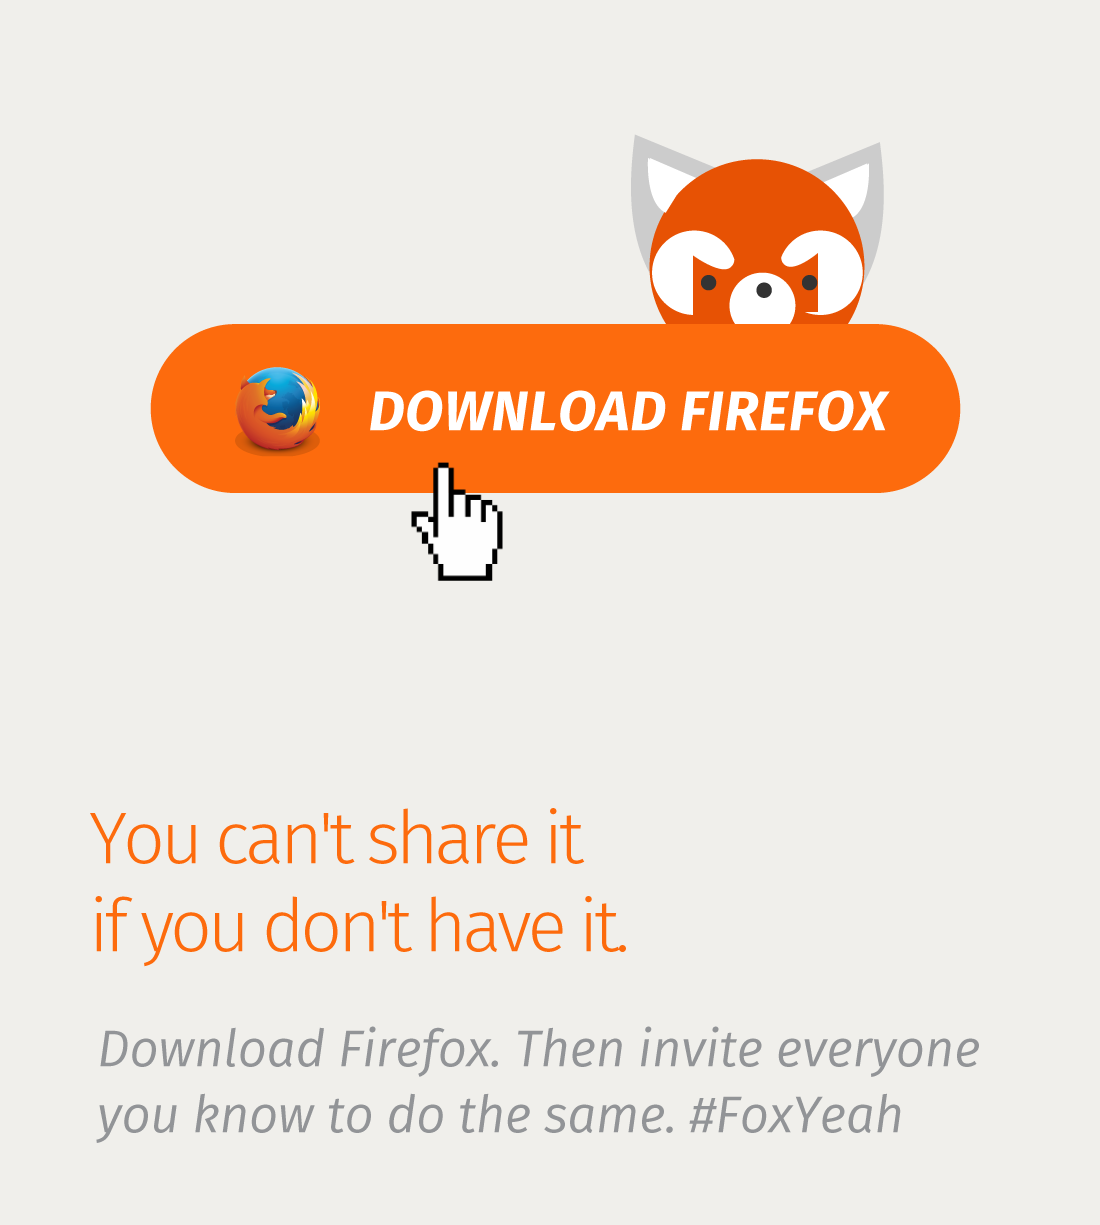 DOWNLOAD FIREFOX
You can't share it
if you don't have it.
Download Firefox. Then invite everyone
you know to do the same. #FoxYeah